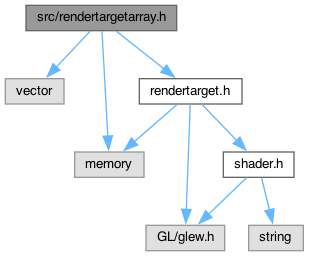 src/rendertargetarray.h
vector
rendertarget.h
memory
shader.h
GL/glew.h
string